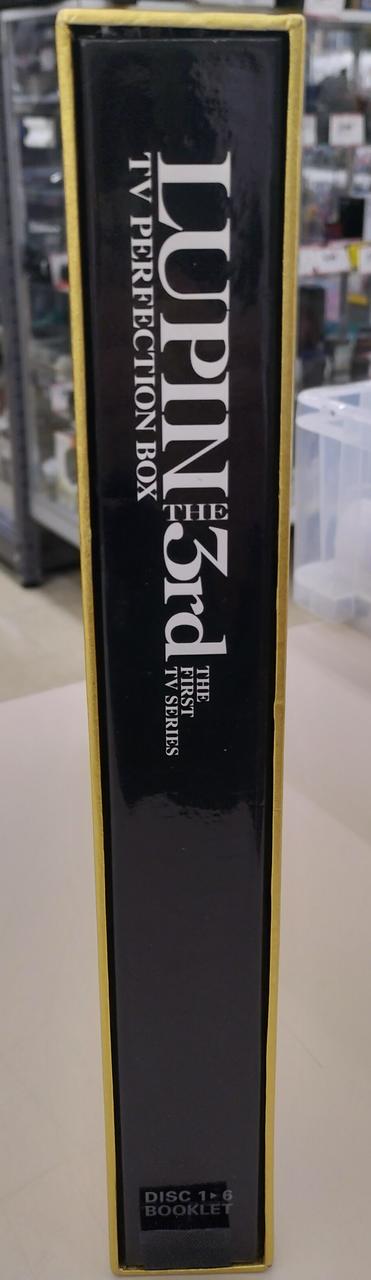 LUPIN THE 3rd
THE
FIRST
TV SERIES
TV PERFECTION BOX
DISC 1▶6
BOOKLET